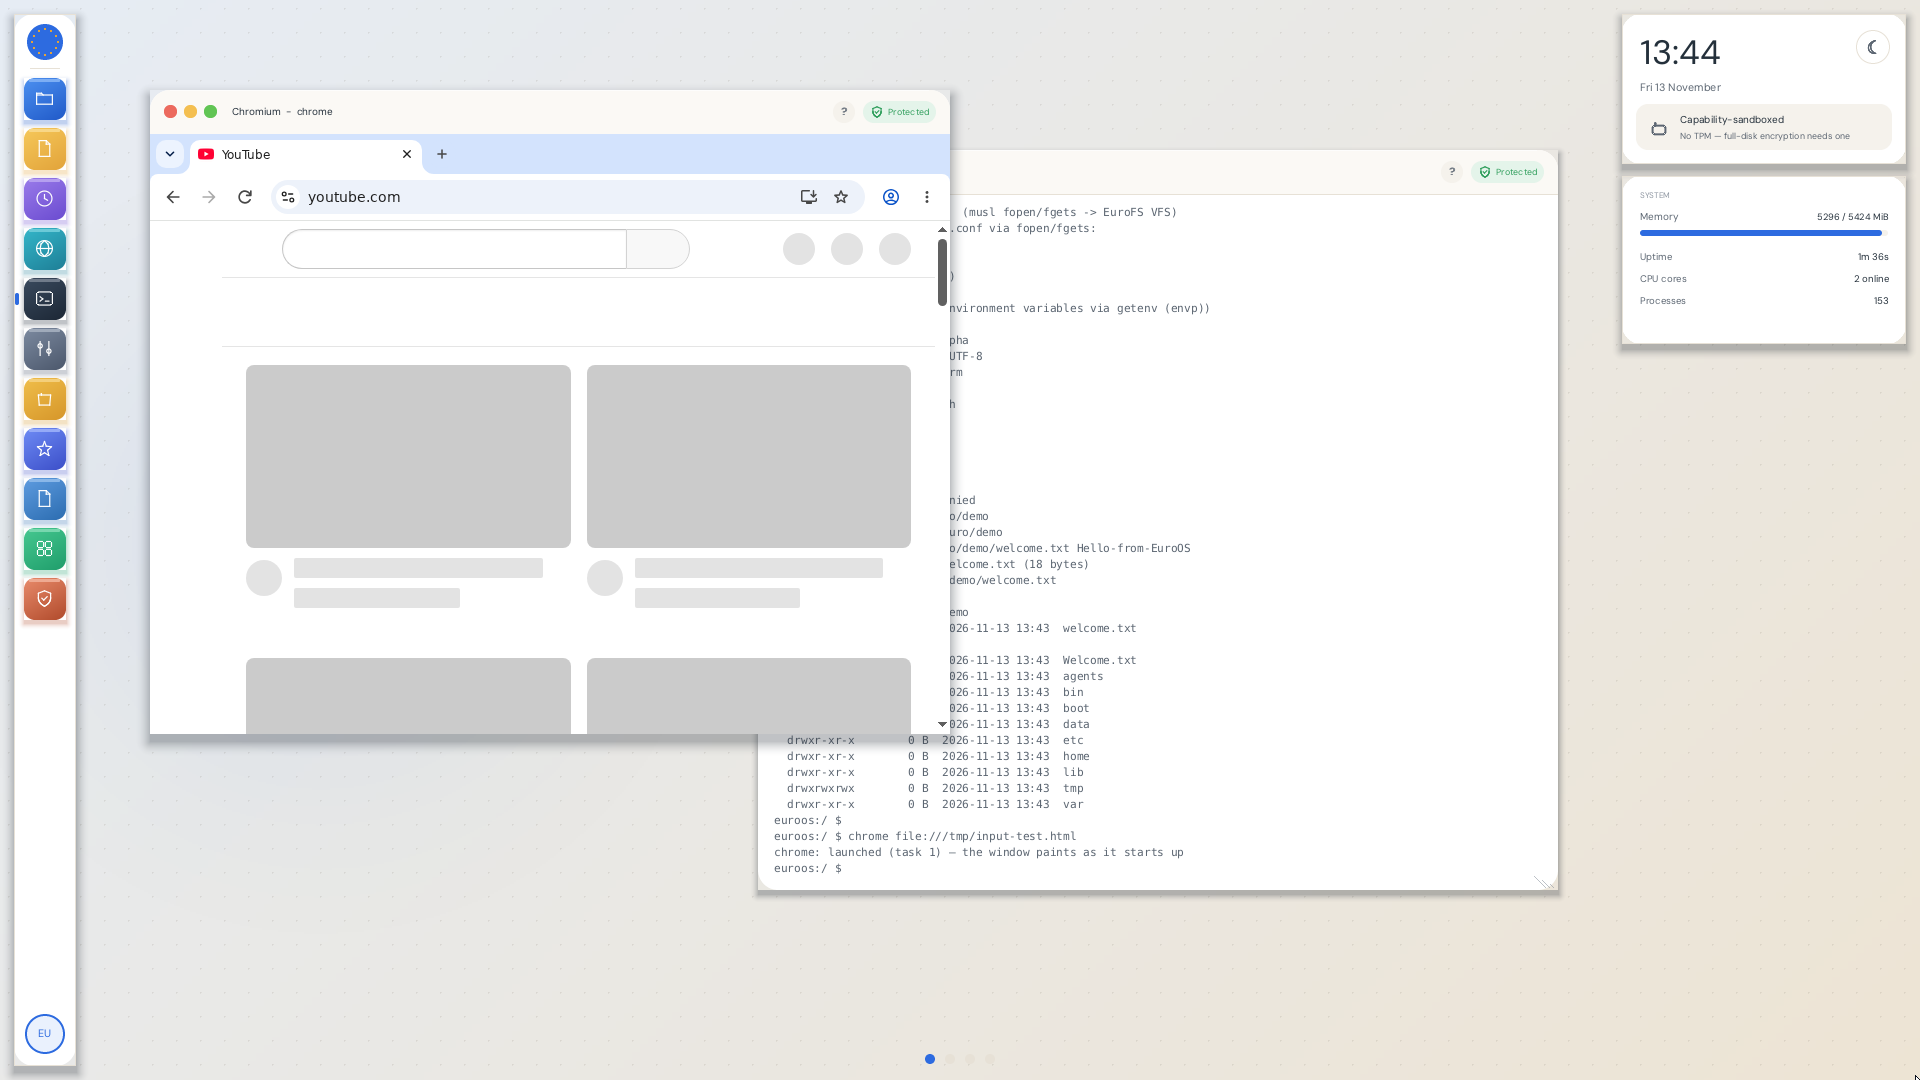 Chromium - chrome
? Protected
YouTube
youtube.com
? Protected
(musl fopen/fgets -> EuroFS VFS)
.conf via fopen/fgets:
)
nvironment variables via getenv (envp))
pha
UTF-8
rm
h
nied
o/demo
uro/demo
o/demo/welcome.txt Hello-from-EuroOS
elcome.txt (18 bytes)
demo/welcome.txt
emo
026-11-13 13:43 welcome.txt
026-11-13 13:43 Welcome.txt
026-11-13 13:43 agents
026-11-13 13:43 bin
026-11-13 13:43 boot
026-11-13 13:43 data
drwxr-xr-x 0 B 2026-11-13 13:43 etc
drwxr-xr-x 0 B 2026-11-13 13:43 home
drwxr-xr-x 0 B 2026-11-13 13:43 lib
drwxrwxrwx 0 B 2026-11-13 13:43 tmp
drwxr-xr-x 0 B 2026-11-13 13:43 var
euroos:/ $
euroos:/ $ chrome file:///tmp/input-test.html
chrome: launched (task 1) — the window paints as it starts up
euroos:/ $
13:44
Fri 13 November
Capability-sandboxed
No TPM — full-disk encryption needs one
SYSTEM
Memory 5296 / 5424 MiB
Uptime 1m 36s
CPU cores 2 online
Processes 153
EU